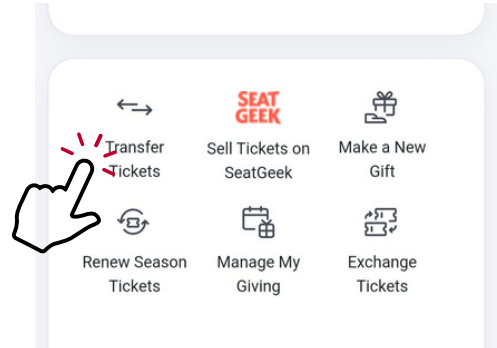 Transfer
Tickets
SEAT
GEEK
Sell Tickets on
SeatGeek
Make a New
Gift
Renew Season
Tickets
Manage My
Giving
Exchange
Tickets